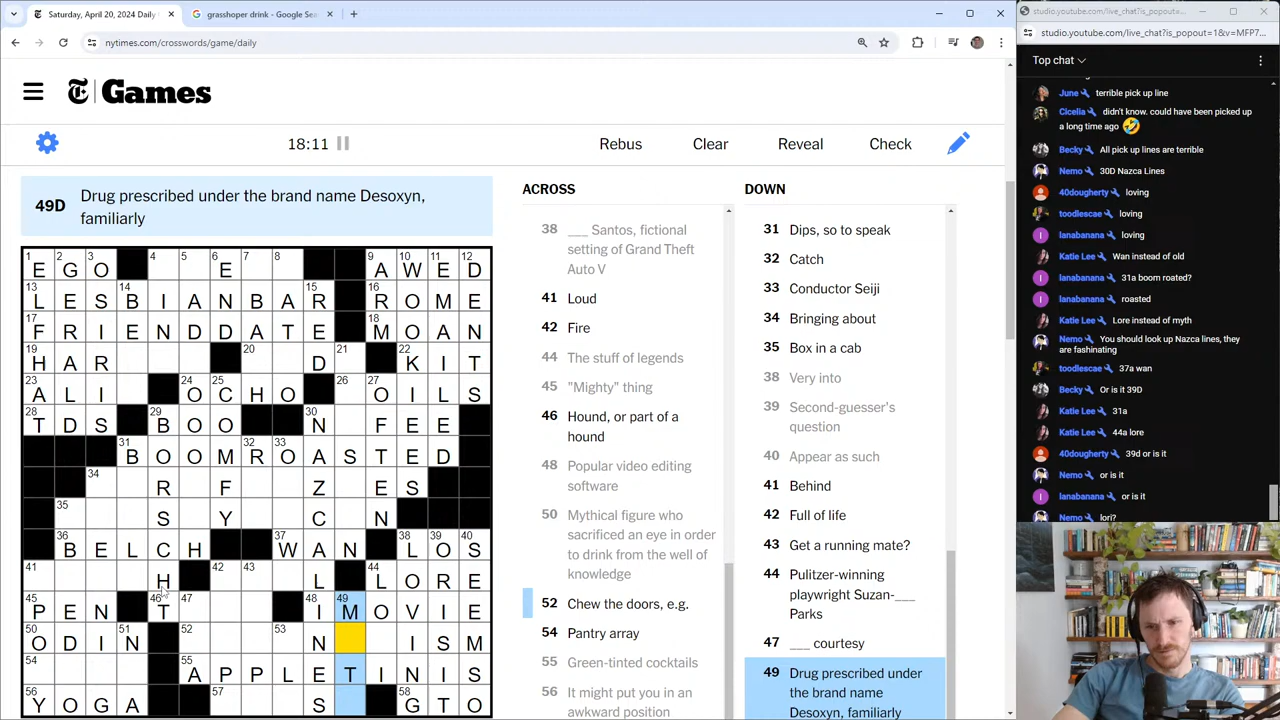 Saturday, April 20, 2024 Daily
grasshoper drink - Google Sea
nytimes.com/crosswords/game/daily
Games
18:11
Rebus
Clear
Reveal
Check
49D
Drug prescribed under the brand name Desoxyn,
familiarly
ACROSS
38 ___ Santos, fictional
setting of Grand Theft
Auto V
41 Loud
42 Fire
44 The stuff of legends
45 "Mighty" thing
46 Hound, or part of a
hound
48 Popular video editing
software
50 Mythical figure who
sacrificed an eye in order
to drink from the well of
knowledge
52 Chew the doors, e.g.
54 Pantry array
55 Green-tinted cocktails
56 It might put you in an
awkward position
DOWN
31 Dips, so to speak
32 Catch
33 Conductor Seiji
34 Bringing about
35 Box in a cab
38 Very into
39 Second-guesser's
question
40 Appear as such
41 Behind
42 Full of life
43 Get a running mate?
44 Pulitzer-winning
playwright Suzan-___
Parks
47 ___ courtesy
49 Drug prescribed under
the brand name
Desoxyn, familiarly
E G O E A W E
L E S B I A N B A R R O M E
F R I E N D D A T E M O A N
H A R D K I T
A L I O C H O O L S
T D S B O O N F E E
B O O M R O A S T E D
R F Z E S
S Y C
B E L C H W A N L O S
H L O R E
P E N T M O V I E
O D I N N I S M
A P P L E T N I S
Y O G A S G T O
studio.youtube.com/live_chat?is_popout=...
studio.youtube.com/live_chat?is_popout=1&v=MFP7...
Top chat
June terrible pick up line
Cicelia didn't know. could have been picked up
a long time ago
Becky All pick up lines are terrible
Nemo 30D Nazca Lines
40dougherty loving
toodlescae loving
lanabanana loving
Katie Lee Wan instead of old
lanabanana 31a boom roated?
lanabanana roasted
Katie Lee Lore instead of myth
Nemo You should look up Nazca lines, they
are fashinating
toodlescae 37a wan
Becky Or is it 39D
Katie Lee 31a
Katie Lee 44a lore
40dougherty 39d or is it
Nemo or is it
lanabanana or is it
Nemo lori?